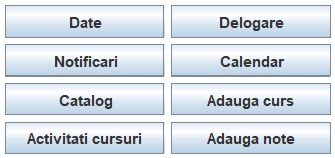 Date
Delogare
Notificari
Calendar
Catalog
Adauga curs
Activitati cursuri
Adauga note